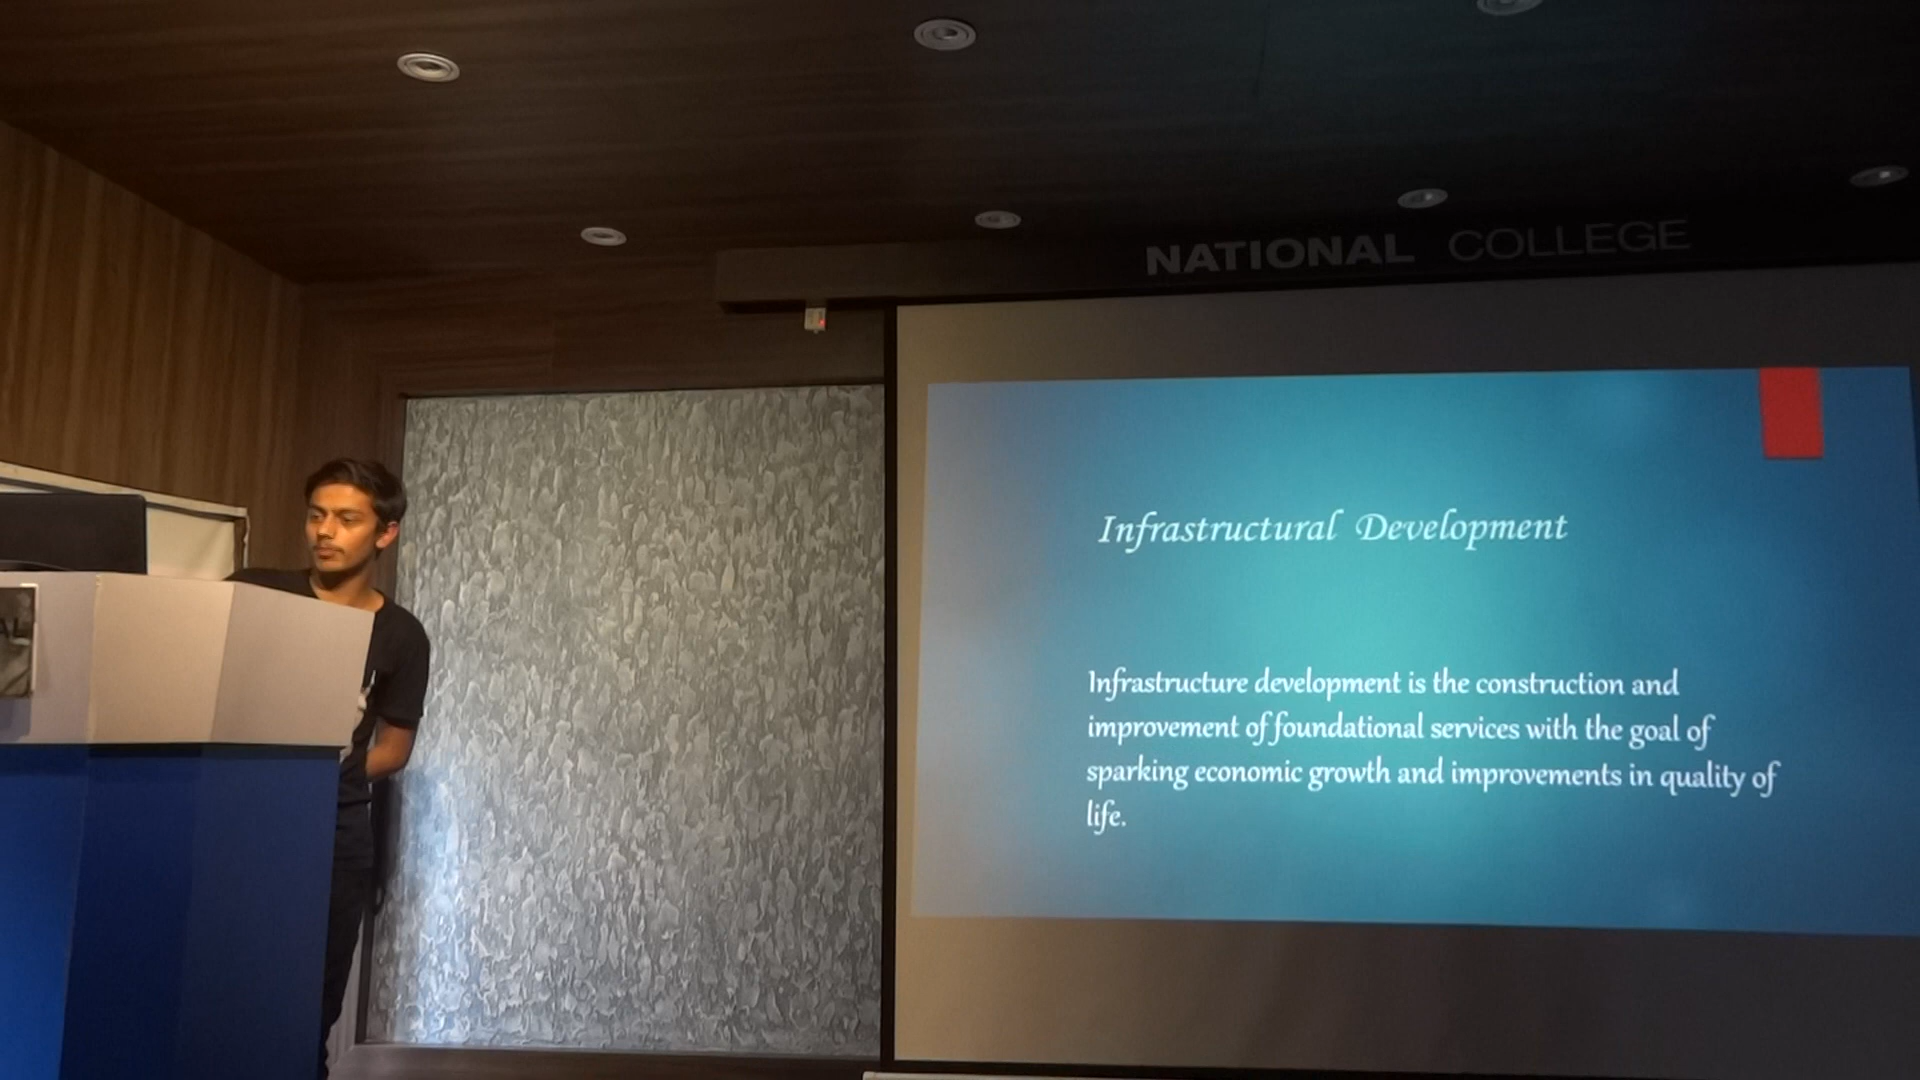 NATIONAL COLLEGE
Infrastructural Development
Infrastructure development is the construction and
improvement of foundational services with the goal of
sparking economic growth and improvements in quality of
life.